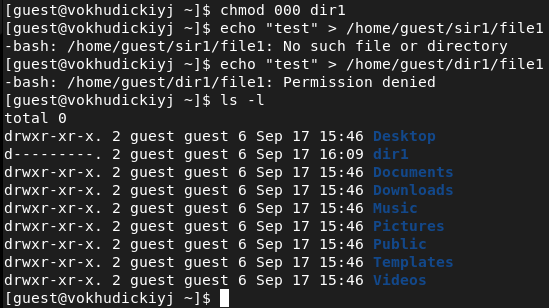 [guest@vokhudickiyj ~]$ chmod 000 dir1
[guest@vokhudickiyj ~]$ echo "test" > /home/guest/sir1/file1
-bash: /home/guest/sir1/file1: No such file or directory
[guest@vokhudickiyj ~]$ echo "test" > /home/guest/dir1/file1
-bash: /home/guest/dir1/file1: Permission denied
[guest@vokhudickiyj ~]$ ls -l
total 0
drwxr-xr-x. 2 guest guest 6 Sep 17 15:46 Desktop
d---------. 2 guest guest 6 Sep 17 16:09 dir1
drwxr-xr-x. 2 guest guest 6 Sep 17 15:46 Documents
drwxr-xr-x. 2 guest guest 6 Sep 17 15:46 Downloads
drwxr-xr-x. 2 guest guest 6 Sep 17 15:46 Music
drwxr-xr-x. 2 guest guest 6 Sep 17 15:46 Pictures
drwxr-xr-x. 2 guest guest 6 Sep 17 15:46 Public
drwxr-xr-x. 2 guest guest 6 Sep 17 15:46 Templates
drwxr-xr-x. 2 guest guest 6 Sep 17 15:46 Videos
[guest@vokhudickiyj ~]$